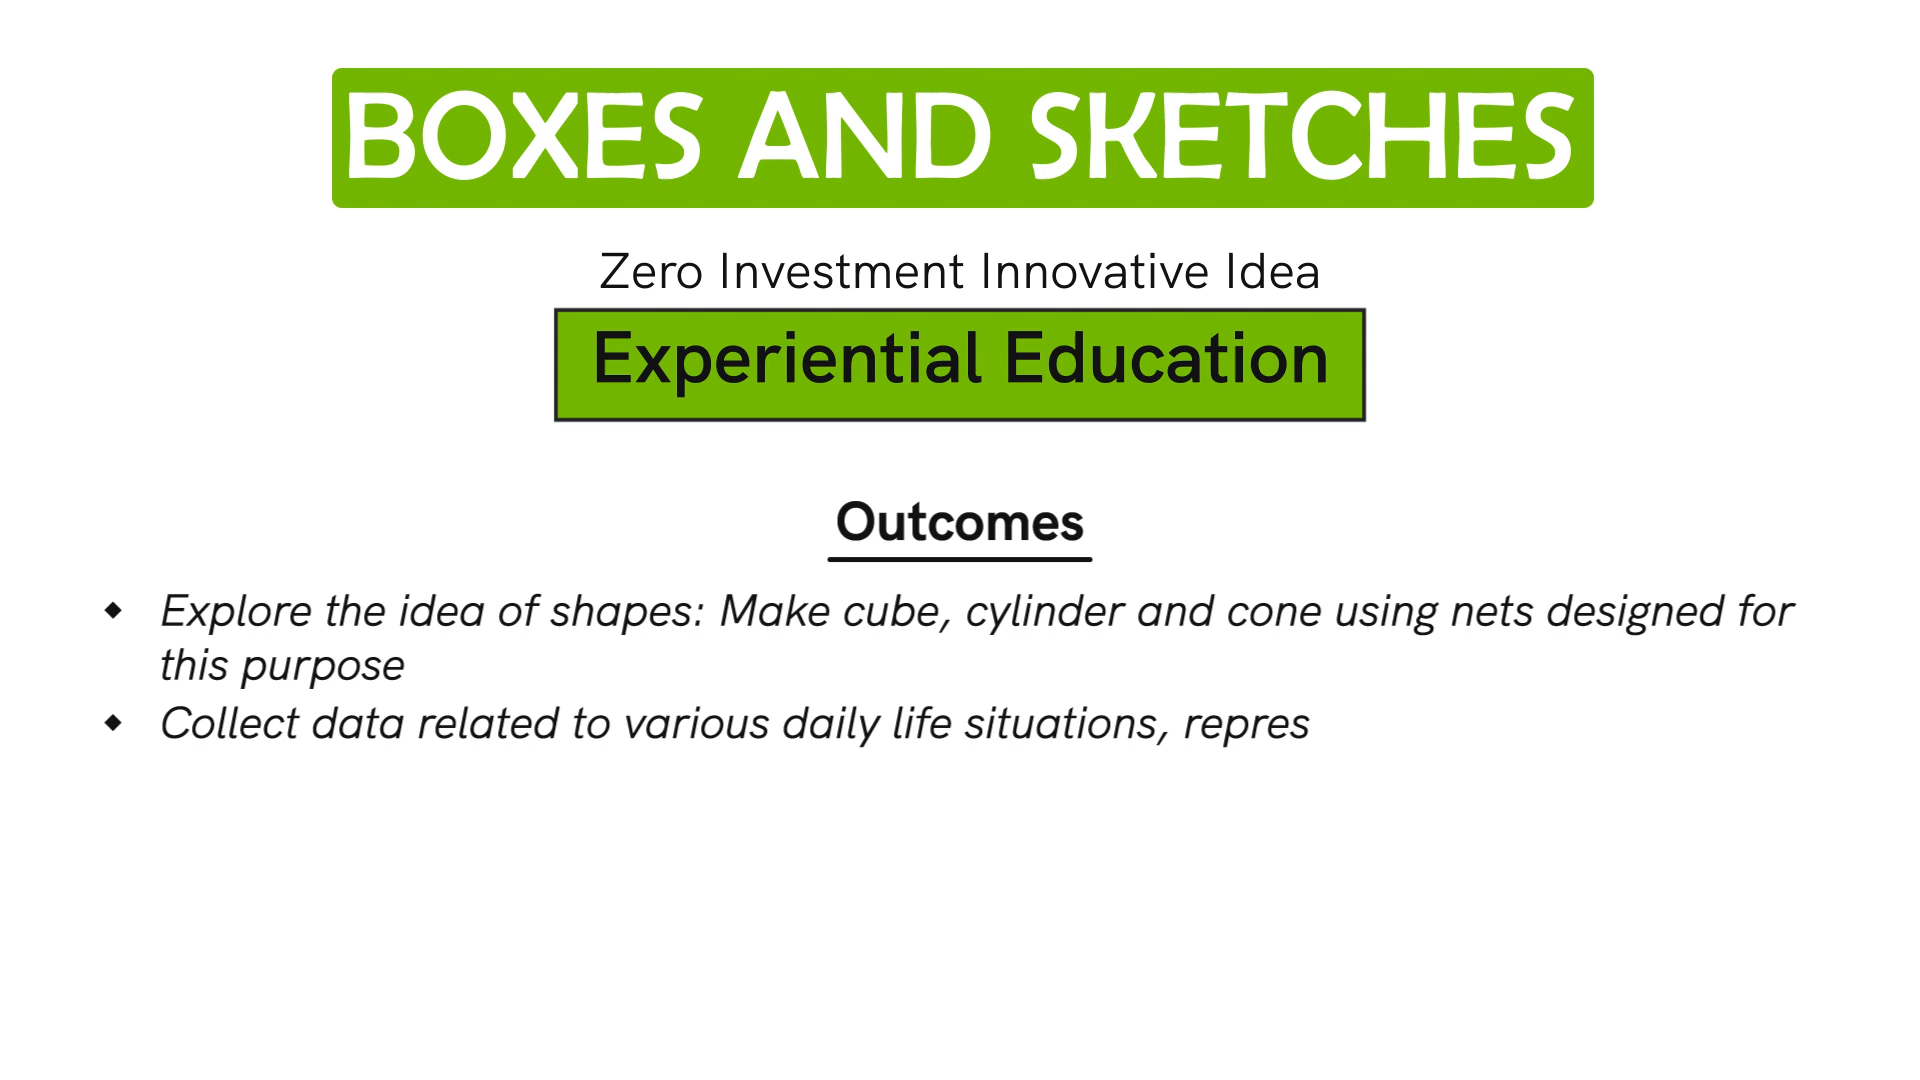 BOXES AND SKETCHES
Zero Investment Innovative Idea
Experiential Education
Outcomes
◆ Explore the idea of shapes: Make cube, cylinder and cone using nets designed for
this purpose
◆ Collect data related to various daily life situations, repres